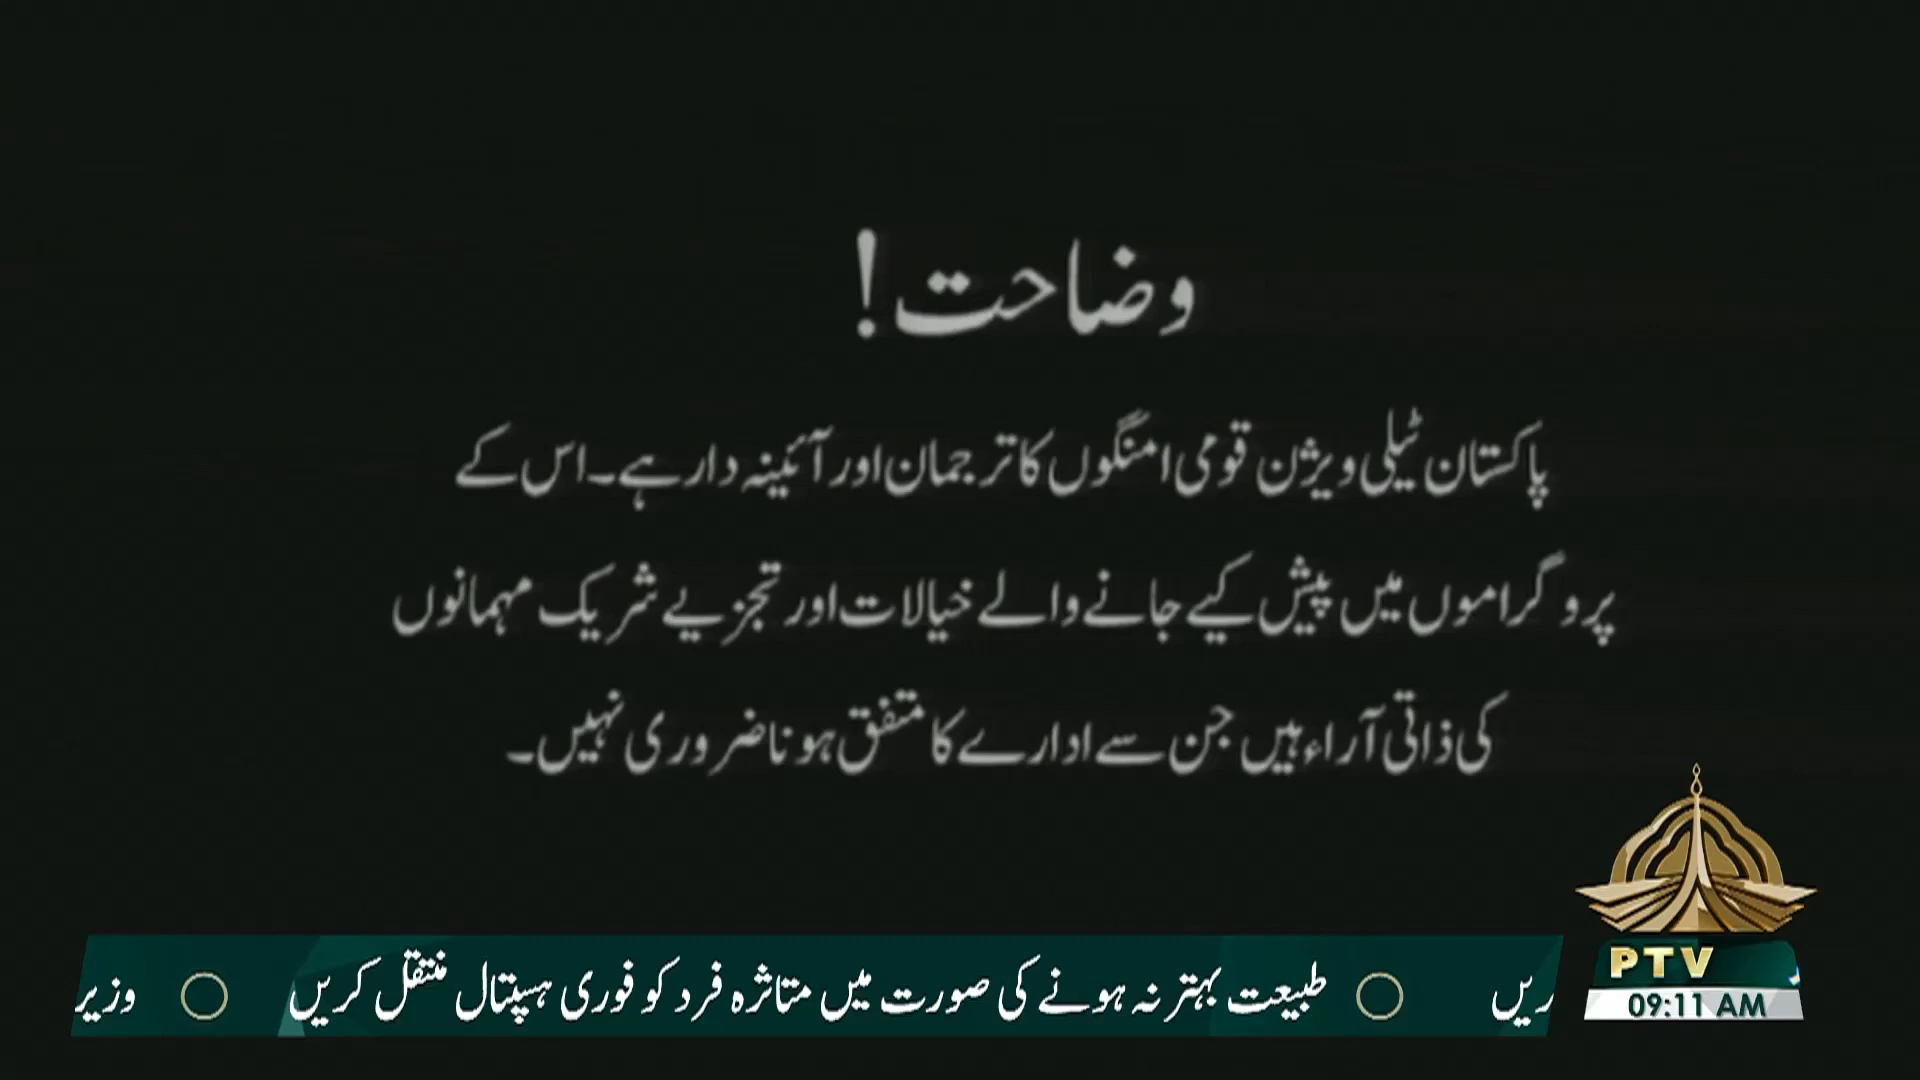 وضاحت!
پاکستان ٹیلی ویژن قومی امنگوں کا ترجمان اور آئینہ دار ہے۔ اس کے
پروگراموں میں پیش کیے جانے والے خیالات اور تجزیے شریک مہمانوں
کی ذاتی آراء ہیں جن سے ادارے کا متفق ہونا ضروری نہیں۔
PTV
ریں ○ طبیعت بہتر نہ ہونے کی صورت میں متاثرہ فرد کو فوری ہسپتال منتقل کریں ○ وزیر
09:11 AM